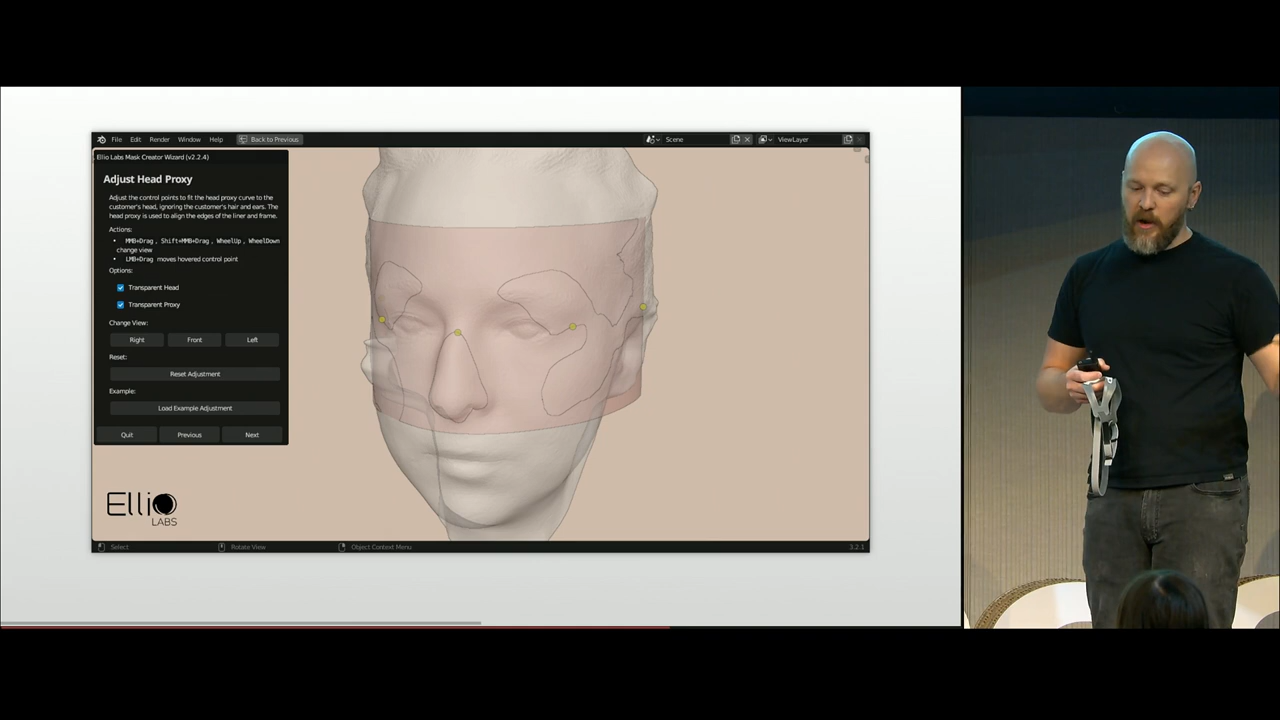 File Edit Render Window Help Back to Previous Scene ViewLayer
Ellio Labs Mask Creator Wizard (v2.2.4)
Adjust Head Proxy
Adjust the control points to fit the head proxy curve to the
customer's head, ignoring the customer's hair and ears. The
head proxy is used to align the edges of the liner and frame.
Actions:
• MMB+Drag , Shift+MMB+Drag , WheelUp , WheelDown
change view
• LMB+Drag moves hovered control point
Options:
Transparent Head
Transparent Proxy
Change View:
Right Front Left
Reset:
Reset Adjustment
Example:
Load Example Adjustment
Quit Previous Next
Ellio
LABS
Select Rotate View Object Context Menu 3.2.1